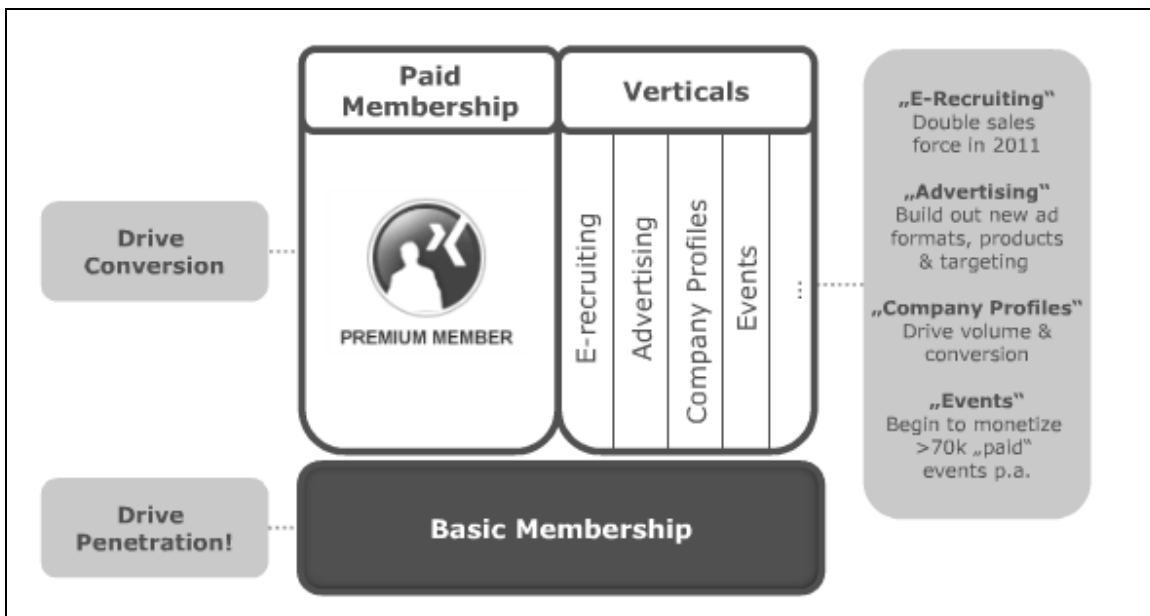 Paid
Membership
Verticals
Drive
Conversion
PREMIUM MEMBER
E-recruiting
Advertising
Company Profiles
Events
...
„E-Recruiting“
Double sales
force in 2011
„Advertising“
Build out new ad
formats, products
& targeting
„Company Profiles“
Drive volume &
conversion
„Events“
Begin to monetize
>70k „paid“
events p.a.
Drive
Penetration!
Basic Membership